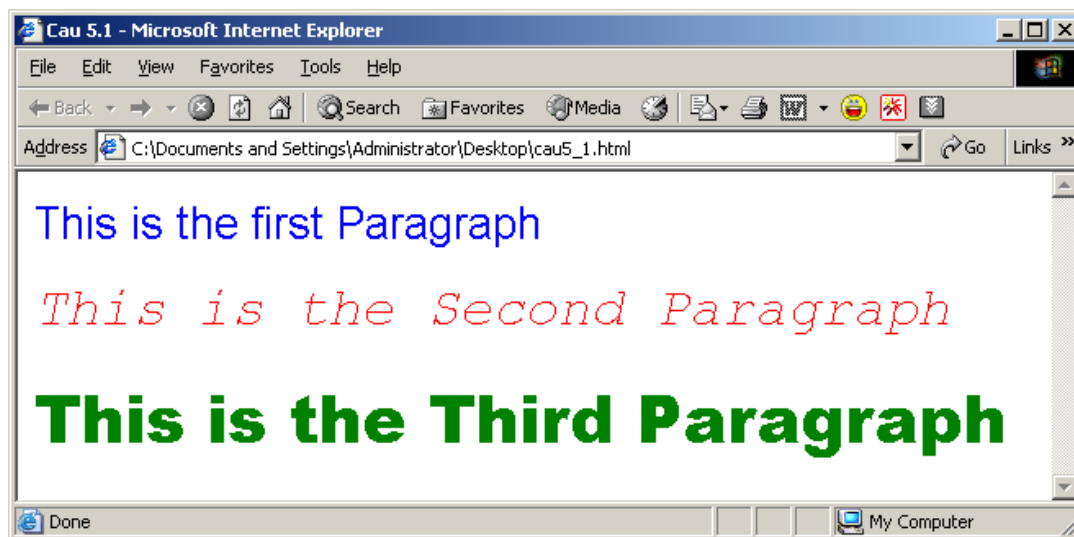 Cau 5.1 - Microsoft Internet Explorer
File Edit View Favorites Tools Help
Back Search Favorites Media
Address C:\Documents and Settings\Administrator\Desktop\cau5_1.html Go Links »
This is the first Paragraph
This is the Second Paragraph
This is the Third Paragraph
Done My Computer